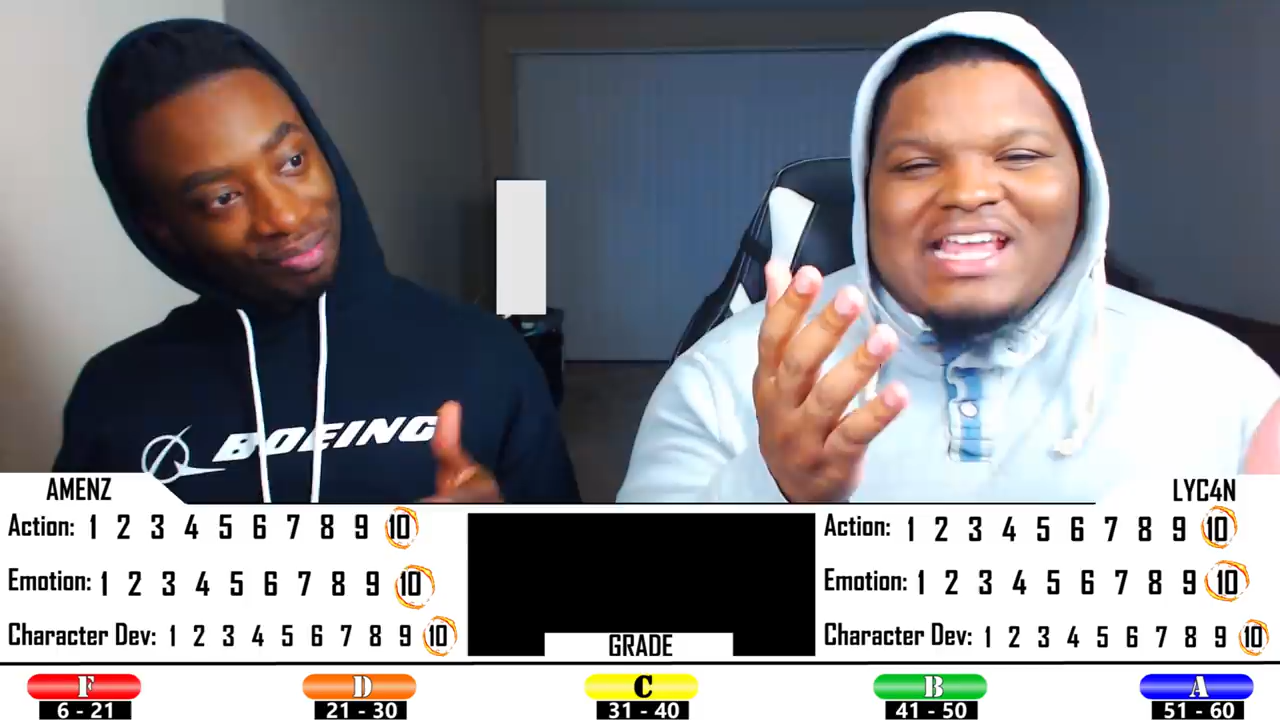 BOEING
AMENZ
Action: 1 2 3 4 5 6 7 8 9 10
Emotion: 1 2 3 4 5 6 7 8 9 10
Character Dev: 1 2 3 4 5 6 7 8 9 10
GRADE
LYC4N
Action: 1 2 3 4 5 6 7 8 9 10
Emotion: 1 2 3 4 5 6 7 8 9 10
Character Dev: 1 2 3 4 5 6 7 8 9 10
F
6 - 21
D
21 - 30
C
31 - 40
B
41 - 50
A
51 - 60